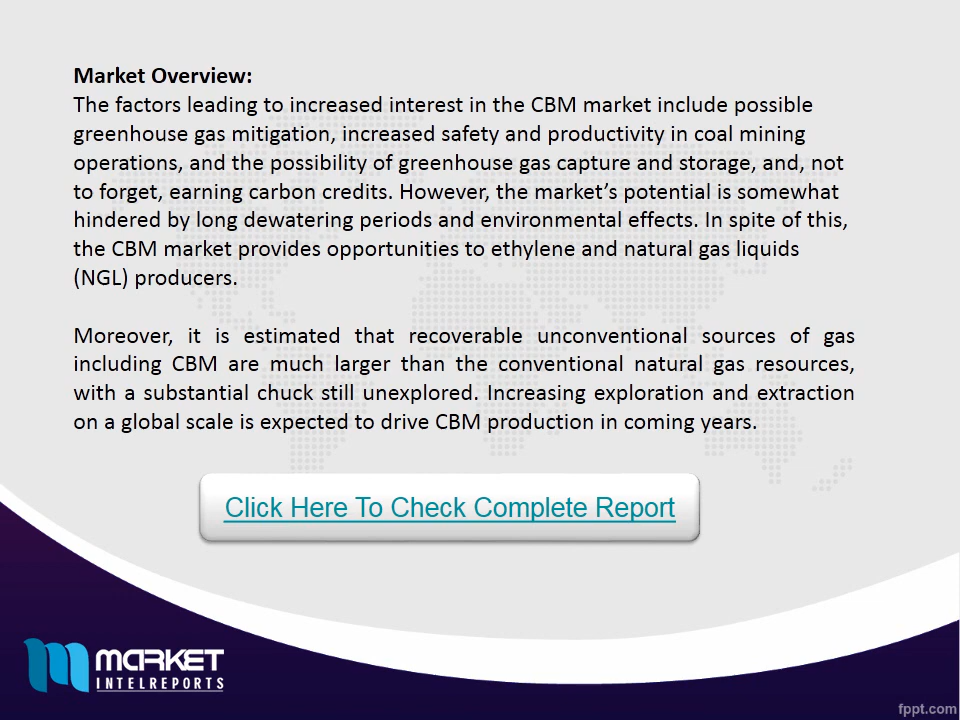 Market Overview:
The factors leading to increased interest in the CBM market include possible
greenhouse gas mitigation, increased safety and productivity in coal mining
operations, and the possibility of greenhouse gas capture and storage, and, not
to forget, earning carbon credits. However, the market’s potential is somewhat
hindered by long dewatering periods and environmental effects. In spite of this,
the CBM market provides opportunities to ethylene and natural gas liquids
(NGL) producers.
Moreover, it is estimated that recoverable unconventional sources of gas
including CBM are much larger than the conventional natural gas resources,
with a substantial chuck still unexplored. Increasing exploration and extraction
on a global scale is expected to drive CBM production in coming years.
Click Here To Check Complete Report
MARKET
INTELREPORTS
fppt.com